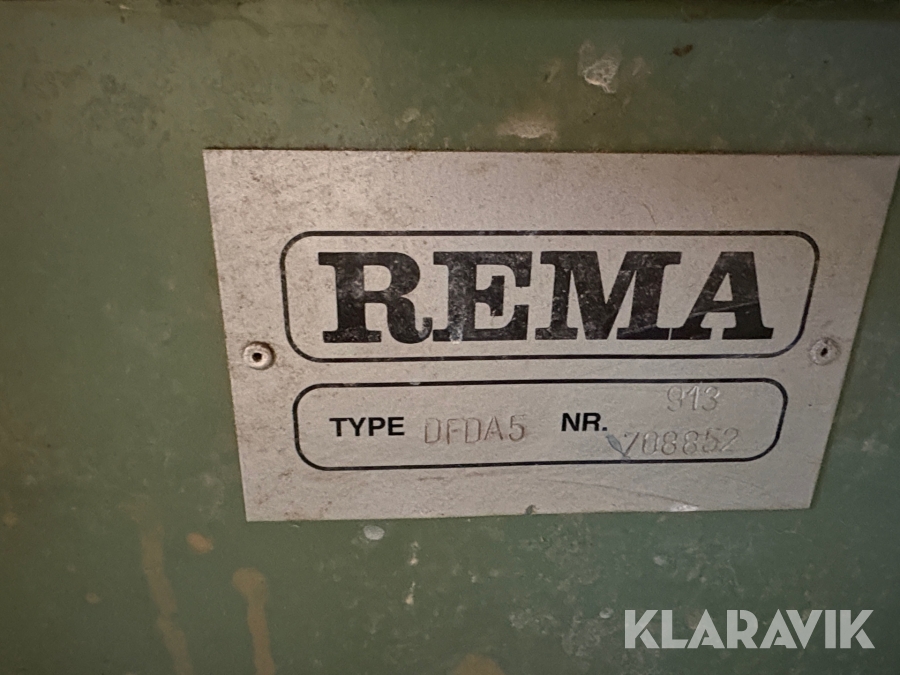 REMA
913
TYPE DFDA5 NR.
708852
KLARAVIK